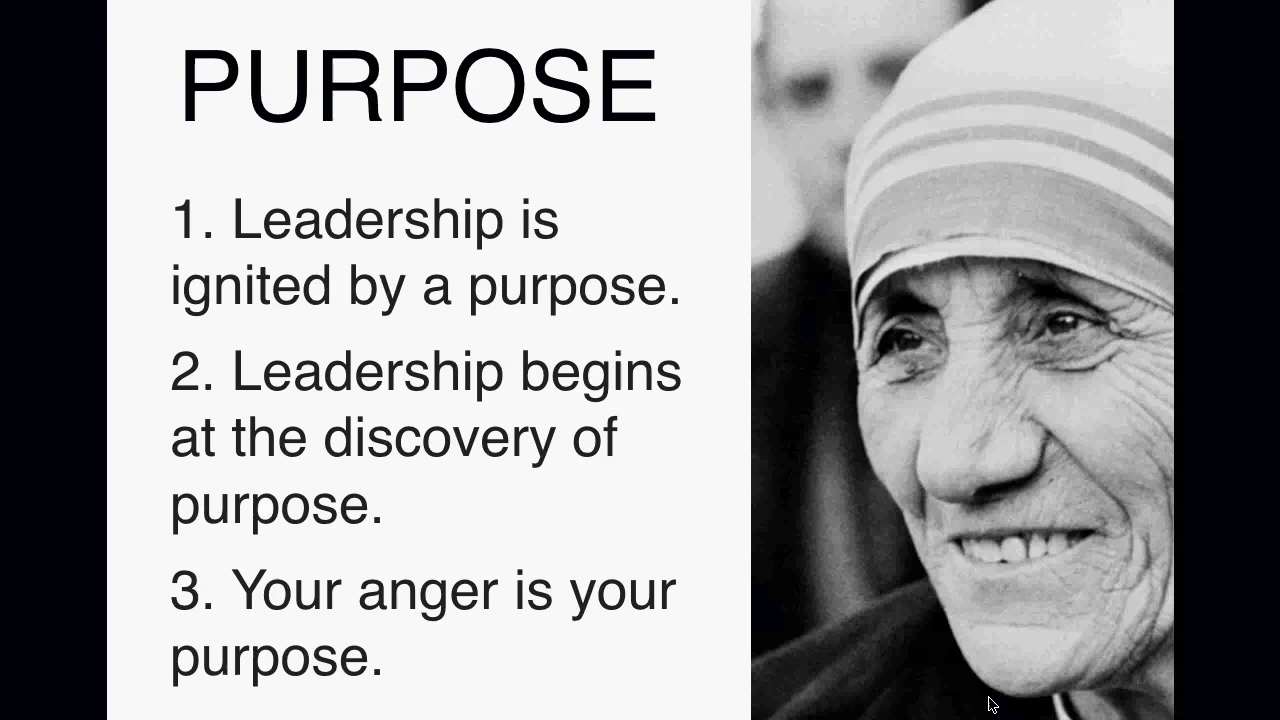 PURPOSE
1. Leadership is
ignited by a purpose.
2. Leadership begins
at the discovery of
purpose.
3. Your anger is your
purpose.